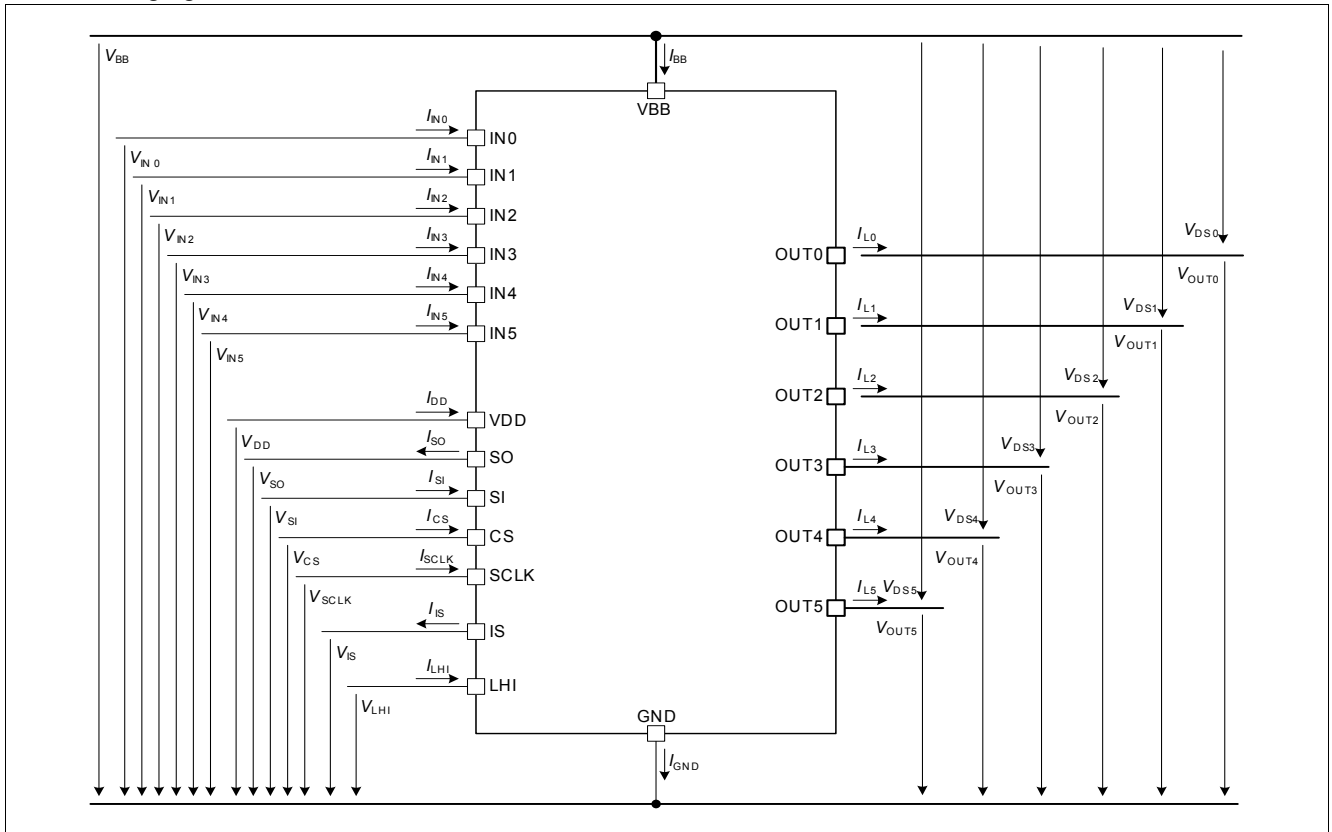 VBB
IBB
VBB
IIN0
IN0
VIN 0
IIN1
IN1
VIN1
IIN2
IN2
VIN2
IIN3
IN3
VIN3
IIN4
IN4
VIN4
IIN5
IN5
VIN5
IDD
VDD
VDD
ISO
SO
VSO
ISI
SI
VSI
ICS
CS
VCS
ISCLK
SCLK
VSCLK
IIS
IS
VIS
ILHI
LHI
VLHI
GND
IGND
OUT0
IL0
VDS0
VOUT0
OUT1
IL1
VDS1
VOUT1
OUT2
IL2
VDS2
VOUT2
OUT3
IL3
VDS3
VOUT3
OUT4
IL4
VDS4
VOUT4
OUT5
IL5
VDS5
VOUT5